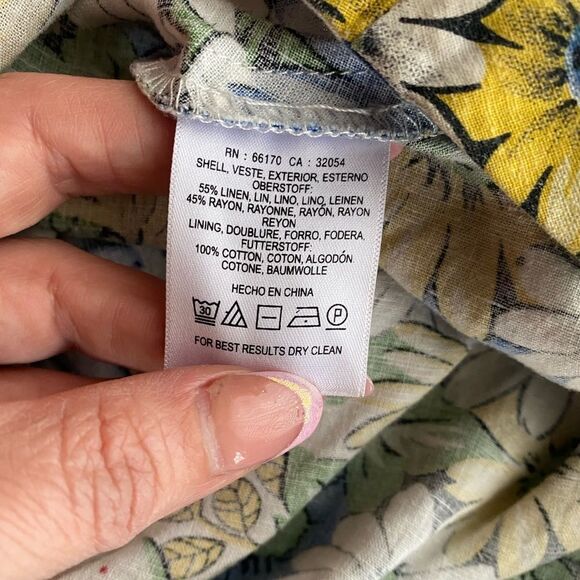 RN : 66170 CA : 32054
SHELL, VESTE, EXTERIOR, ESTERNO
OBERSTOFF:
55% LINEN, LIN, LINO, LINO, LEINEN
45% RAYON, RAYONNE, RAYÓN, RAYON
REYON
LINING, DOUBLURE, FORRO, FODERA,
FUTTERSTOFF:
100% COTTON, COTON, ALGODÓN
COTONE, BAUMWOLLE
HECHO EN CHINA
30 P
FOR BEST RESULTS DRY CLEAN